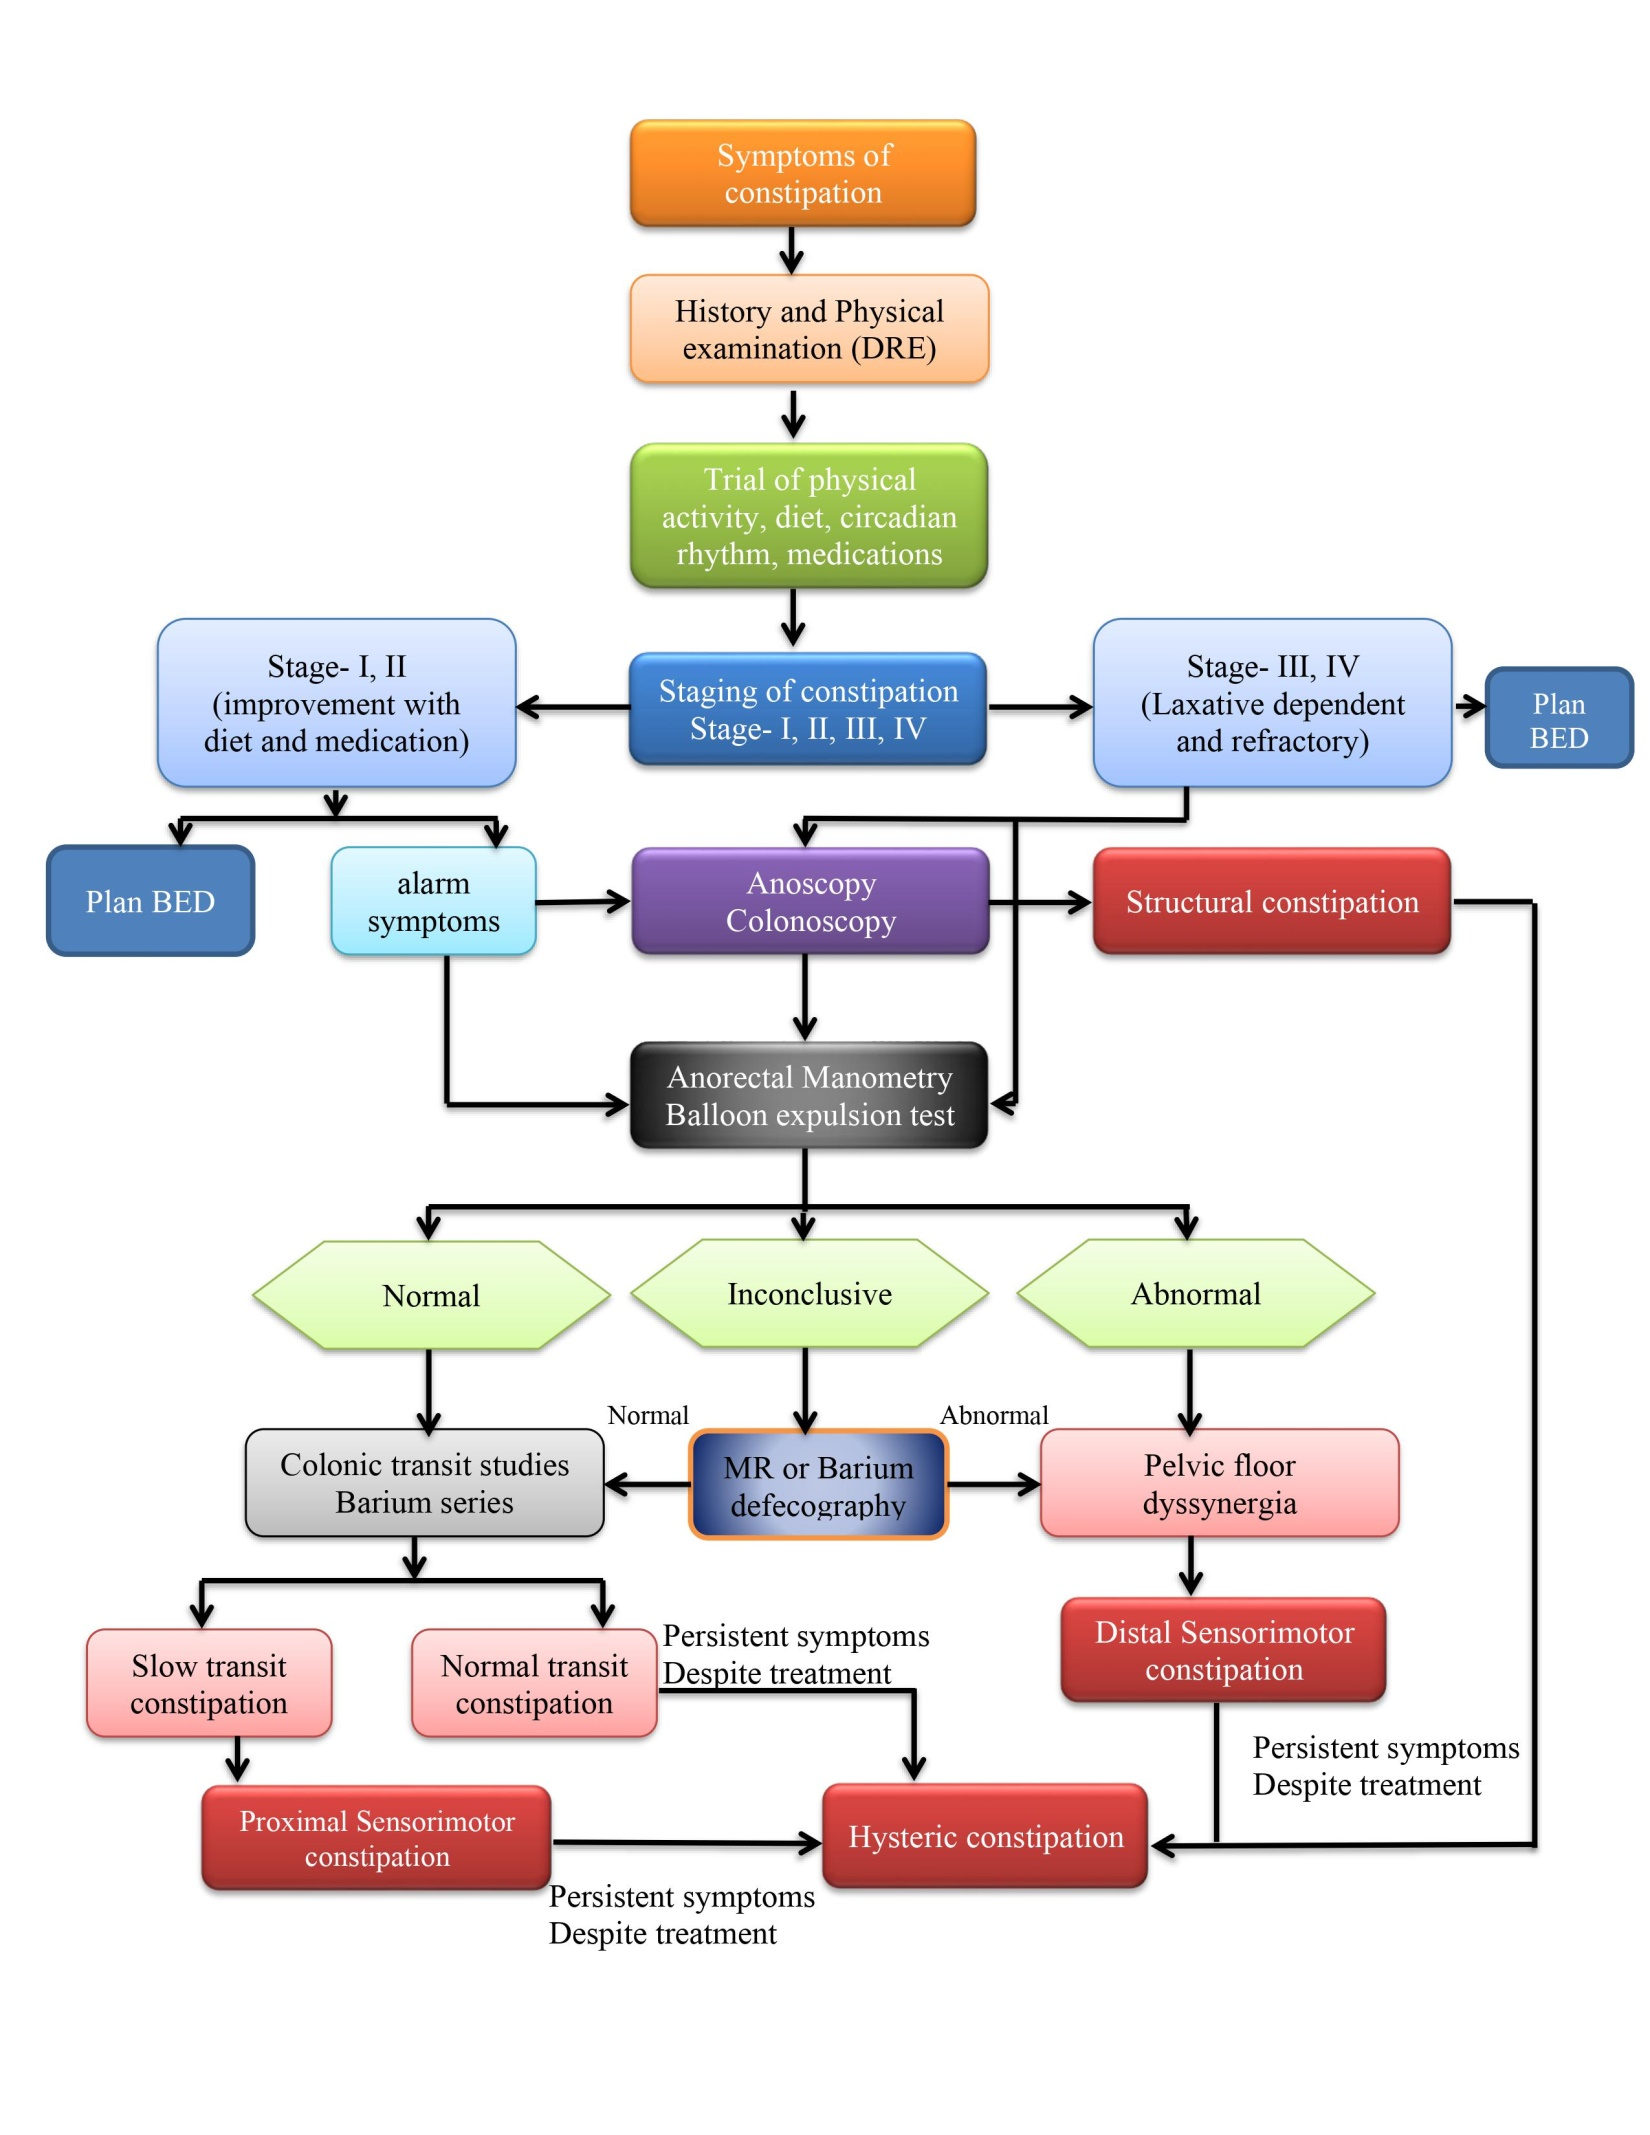 Symptoms of
constipation
History and Physical
examination (DRE)
Trial of physical
activity, diet, circadian
rhythm, medications
Stage- I, II
(improvement with
diet and medication)
Staging of constipation
Stage- I, II, III, IV
Stage- III, IV
(Laxative dependent
and refractory)
Plan
BED
Plan BED
alarm
symptoms
Anoscopy
Colonoscopy
Structural constipation
Anorectal Manometry
Balloon expulsion test
Normal
Inconclusive
Abnormal
Normal
Abnormal
Colonic transit studies
Barium series
MR or Barium
defecography
Pelvic floor
dyssynergia
Slow transit
constipation
Normal transit
constipation
Persistent symptoms
Despite treatment
Distal Sensorimotor
constipation
Persistent symptoms
Despite treatment
Proximal Sensorimotor
constipation
Hysteric constipation
Persistent symptoms
Despite treatment